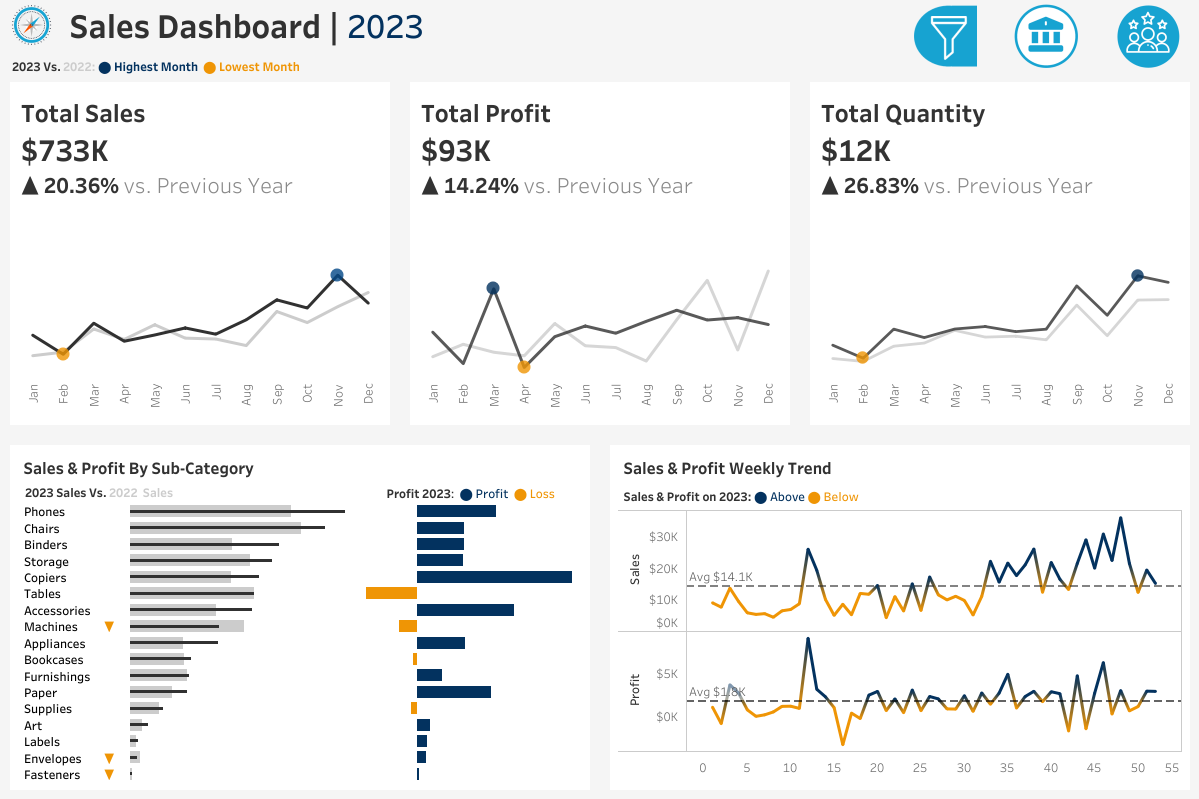 Sales Dashboard | 2023
2023 Vs. 2022: Highest Month Lowest Month
Total Sales
$733K
▲ 20.36% vs. Previous Year
Jan Feb Mar Apr May Jun Jul Aug Sep Oct Nov Dec
Total Profit
$93K
▲ 14.24% vs. Previous Year
Jan Feb Mar Apr May Jun Jul Aug Sep Oct Nov Dec
Total Quantity
$12K
▲ 26.83% vs. Previous Year
Jan Feb Mar Apr May Jun Jul Aug Sep Oct Nov Dec
Sales & Profit By Sub-Category
2023 Sales Vs. 2022 Sales
Profit 2023: Profit Loss
Phones
Chairs
Binders
Storage
Copiers
Tables
Accessories
Machines ▼
Appliances
Bookcases
Furnishings
Paper
Supplies
Art
Labels
Envelopes ▼
Fasteners ▼
Sales & Profit Weekly Trend
Sales & Profit on 2023: Above Below
Sales
$30K
$20K
Avg $14.1K
$10K
$0K
Profit
$5K
Avg $1.8K
$0K
0 5 10 15 20 25 30 35 40 45 50 55